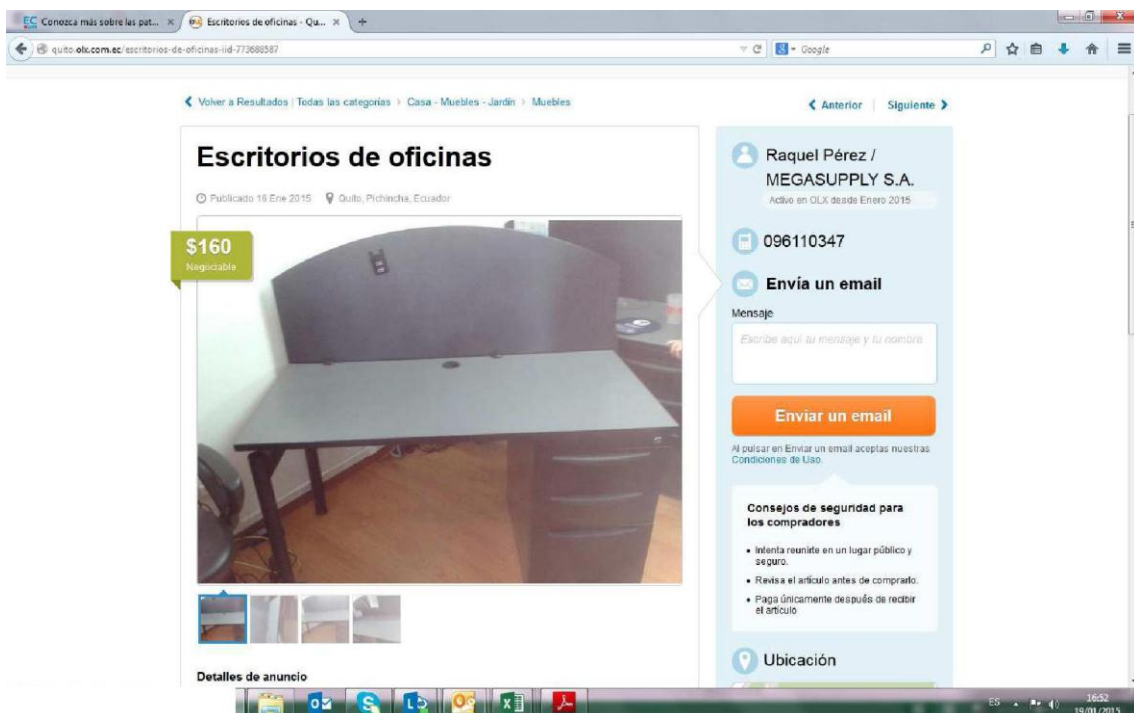 EC Conozca más sobre las pat...
Escritorios de oficinas - Qu...
quito.olx.com.ec/escritorios-de-oficinas-iid-773688587
Google
Volver a Resultados | Todas las categorías > Casa - Muebles - Jardín > Muebles
Anterior | Siguiente
Escritorios de oficinas
Publicado 16 Ene 2015 Quito, Pichincha, Ecuador
$160
Negociable
Raquel Pérez /
MEGASUPPLY S.A.
Activo en OLX desde Enero 2015
096110347
Envía un email
Mensaje
Escribe aquí tu mensaje y tu nombre
Enviar un email
Al pulsar en Enviar un email aceptas nuestras
Condiciones de Uso.
Consejos de seguridad para
los compradores
• Intenta reunirte en un lugar público y
seguro.
• Revisa el artículo antes de comprarlo.
• Paga únicamente después de recibir
el artículo
Ubicación
Detalles de anuncio
ES
16:52
19/01/2015